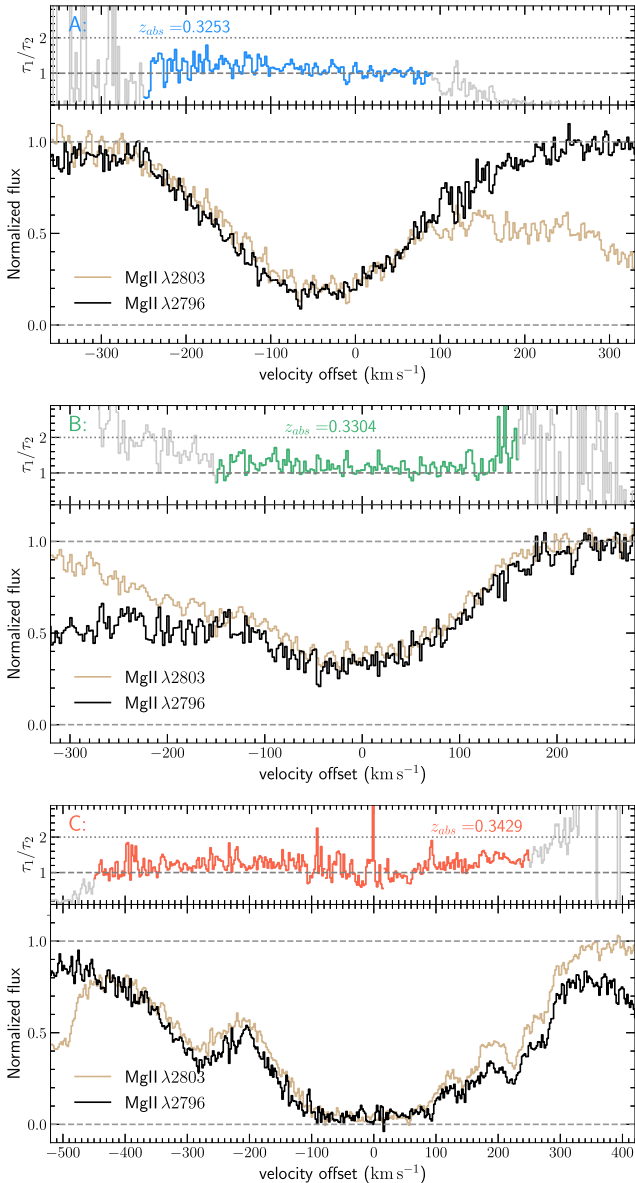 A:
z_abs =0.3253
τ₁/τ₂
2
1
Normalized flux
1.0
0.5
0.0
MgII λ2803
MgII λ2796
−300 −200 −100 0 100 200 300
velocity offset (km s⁻¹)
B:
z_abs =0.3304
τ₁/τ₂
2
1
Normalized flux
1.0
0.5
0.0
MgII λ2803
MgII λ2796
−300 −200 −100 0 100 200
velocity offset (km s⁻¹)
C:
z_abs =0.3429
τ₁/τ₂
2
1
Normalized flux
1.0
0.5
0.0
MgII λ2803
MgII λ2796
−500 −400 −300 −200 −100 0 100 200 300 400
velocity offset (km s⁻¹)